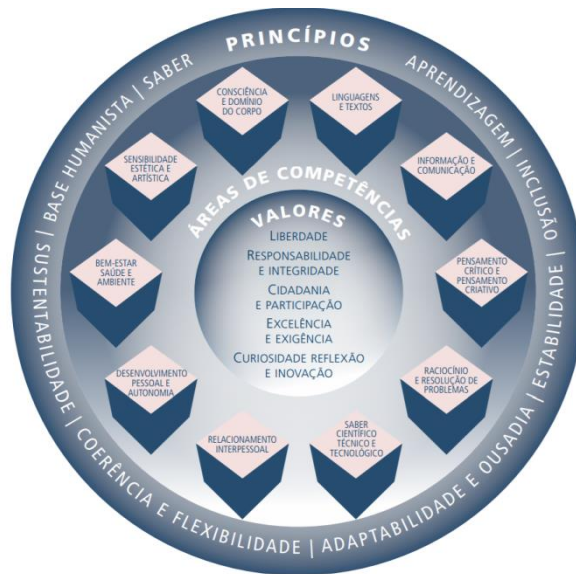 PRINCÍPIOS
APRENDIZAGEM | INCLUSÃO | ESTABILIDADE | ADAPTABILIDADE E OUSADIA | COERÊNCIA E FLEXIBILIDADE | SUSTENTABILIDADE | BASE HUMANISTA | SABER
ÁREAS DE COMPETÊNCIAS
LINGUAGENS
E TEXTOS
INFORMAÇÃO E
COMUNICAÇÃO
PENSAMENTO
CRÍTICO E
PENSAMENTO
CRIATIVO
RACIOCÍNIO
E RESOLUÇÃO DE
PROBLEMAS
SABER
CIENTÍFICO
TÉCNICO E
TECNOLÓGICO
RELACIONAMENTO
INTERPESSOAL
DESENVOLVIMENTO
PESSOAL E
AUTONOMIA
BEM-ESTAR
SAÚDE E
AMBIENTE
SENSIBILIDADE
ESTÉTICA E
ARTÍSTICA
CONSCIÊNCIA
E DOMÍNIO
DO CORPO
VALORES
LIBERDADE
RESPONSABILIDADE
E INTEGRIDADE
CIDADANIA
E PARTICIPAÇÃO
EXCELÊNCIA
E EXIGÊNCIA
CURIOSIDADE REFLEXÃO
E INOVAÇÃO